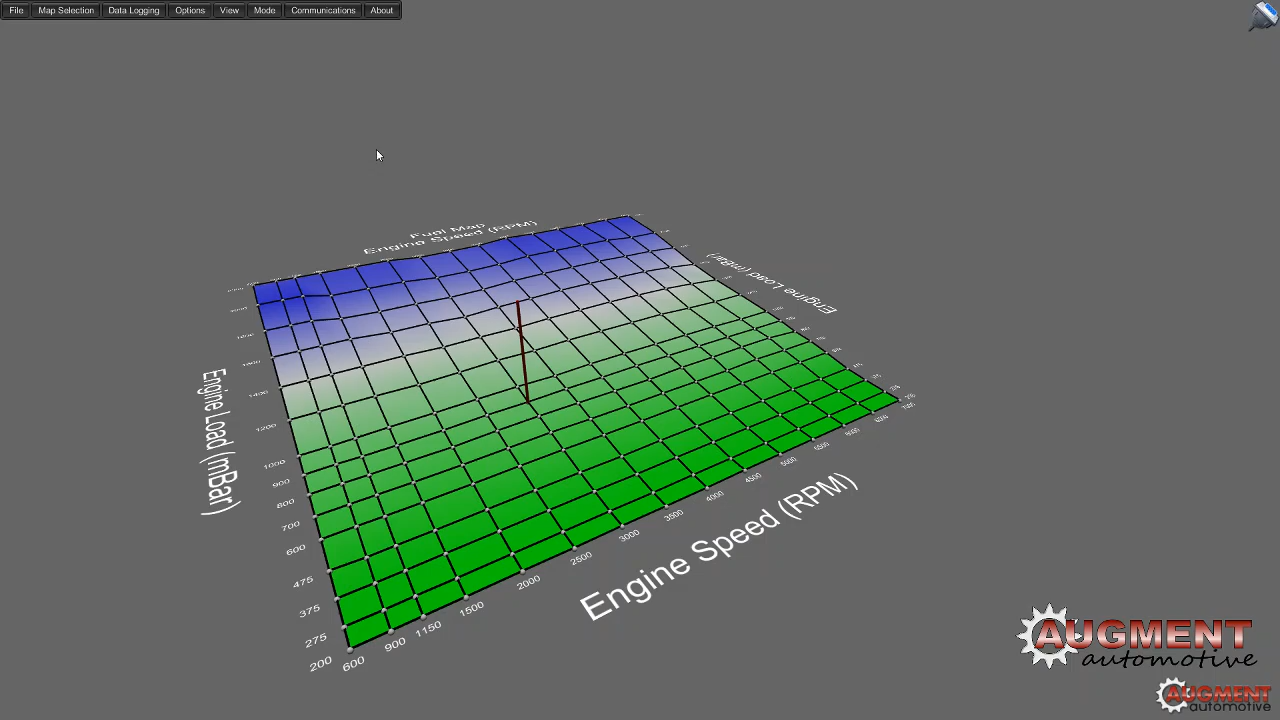 File Map Selection Data Logging Options View Mode Communications About
Fuel Map
Engine Speed (RPM)
Engine Load (mBar)
Engine Load (mBar)
1400
1200
1000
900
800
700
600
475
375
275
200
600 900 1150 1500 2000 2500 3000 3500 4000 4500 5000 5500
Engine Speed (RPM)
AUGMENT
automotive
AUGMENT
automotive